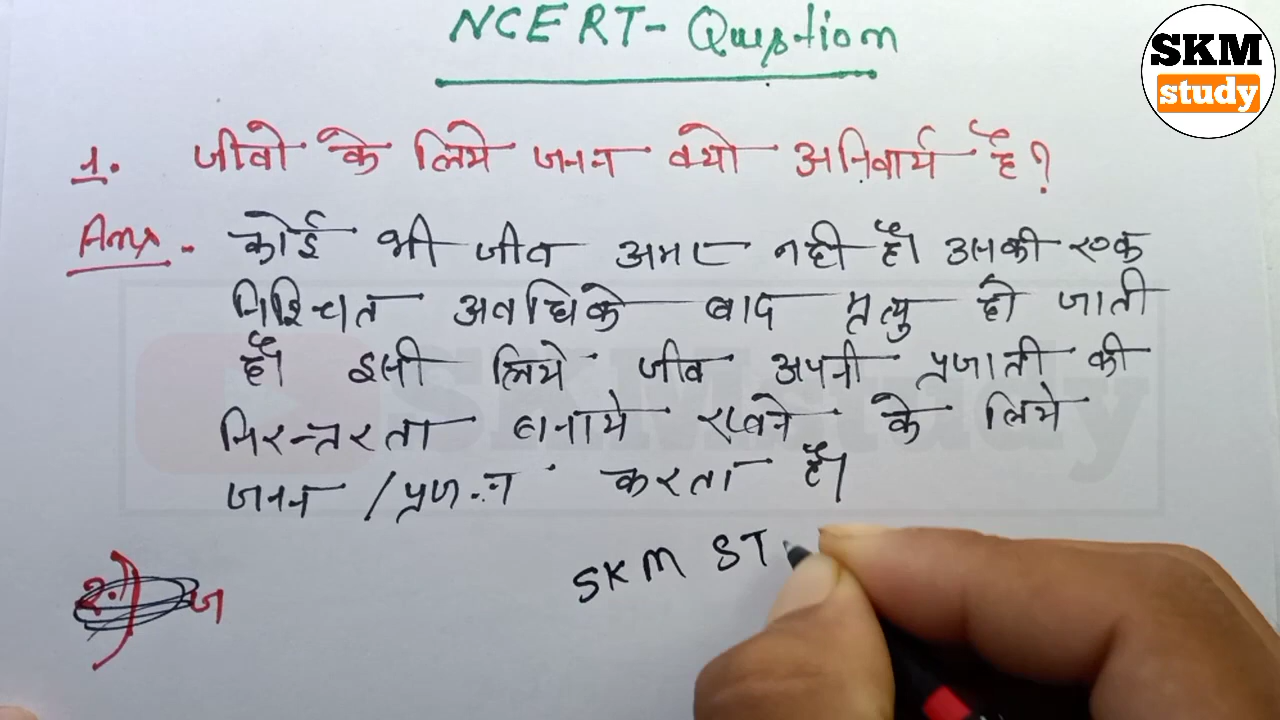 NCERT - Question
SKM
study
1. जीवो के लिये जनन क्यो अनिवार्य है?
Ans - कोई भी जीव अमर नही है। उसकी एक
निश्चित अवधि के बाद मृत्यु हो जाती
है। इसी लिये जीव अपनी प्रजाती की
निरन्तरता बनाये रखने के लिये
जनन / प्रजनन करता है।
SKM ST
ज
SKMstudy